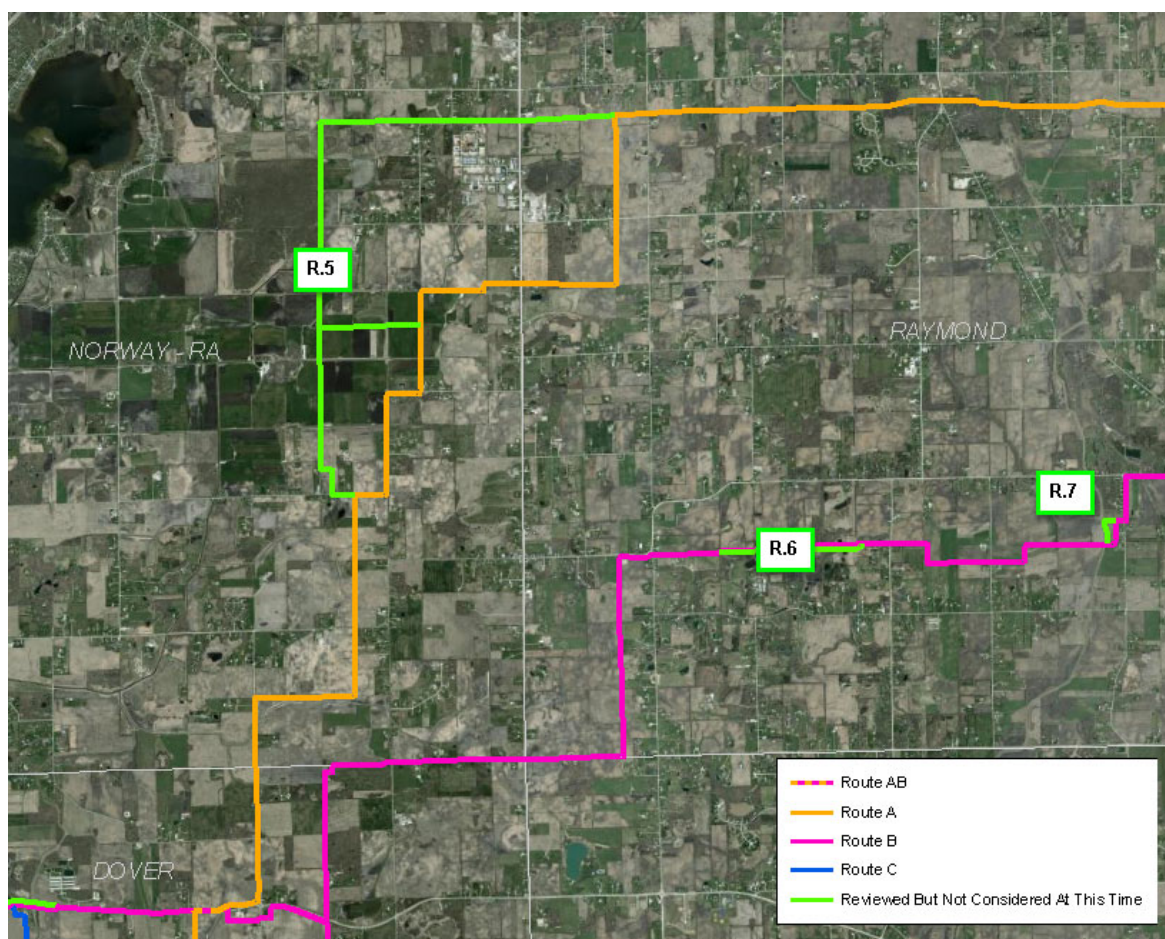 R.5
NORWAY - RA
RAYMOND
R.7
R.6
DOVER
Route AB
Route A
Route B
Route C
Reviewed But Not Considered At This Time